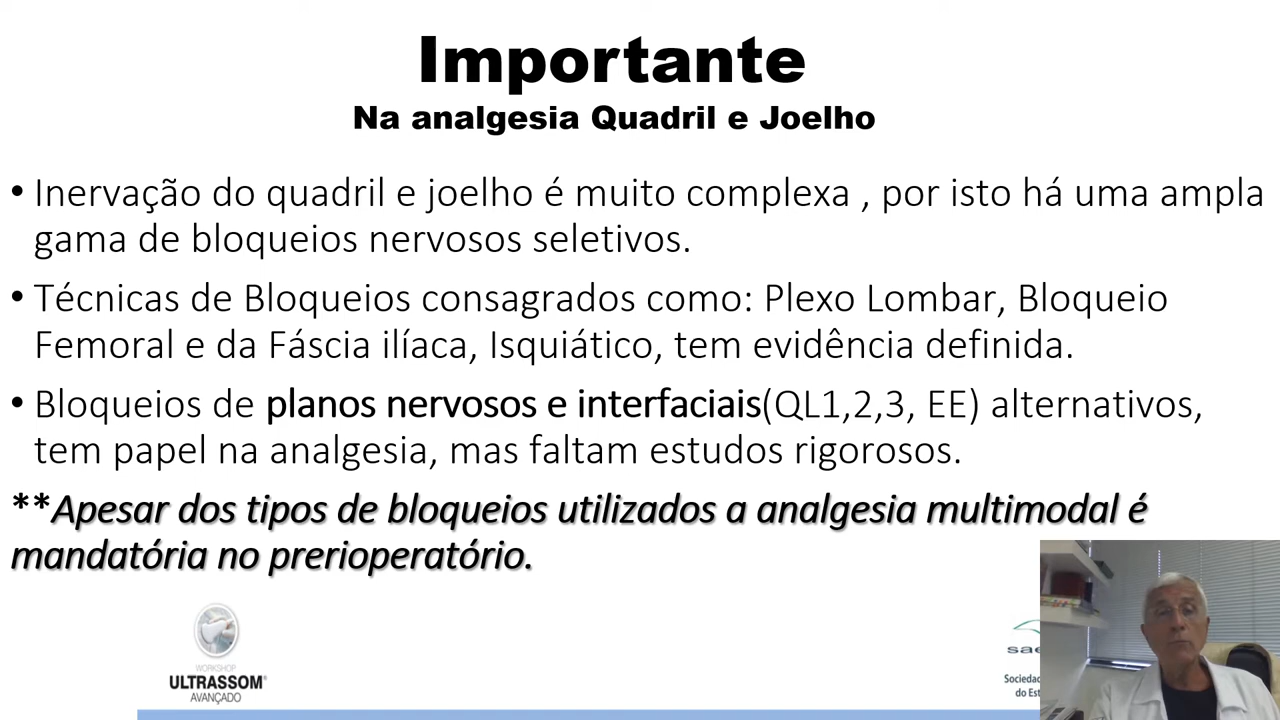 Importante
Na analgesia Quadril e Joelho
• Inervação do quadril e joelho é muito complexa , por isto há uma ampla
gama de bloqueios nervosos seletivos.
• Técnicas de Bloqueios consagrados como: Plexo Lombar, Bloqueio
Femoral e da Fáscia ilíaca, Isquiático, tem evidência definida.
• Bloqueios de planos nervosos e interfaciais(QL1,2,3, EE) alternativos,
tem papel na analgesia, mas faltam estudos rigorosos.
**Apesar dos tipos de bloqueios utilizados a analgesia multimodal é
mandatória no prerioperatório.
WORKSHOP
ULTRASSOM
AVANÇADO
sae
Sociedad
do Est